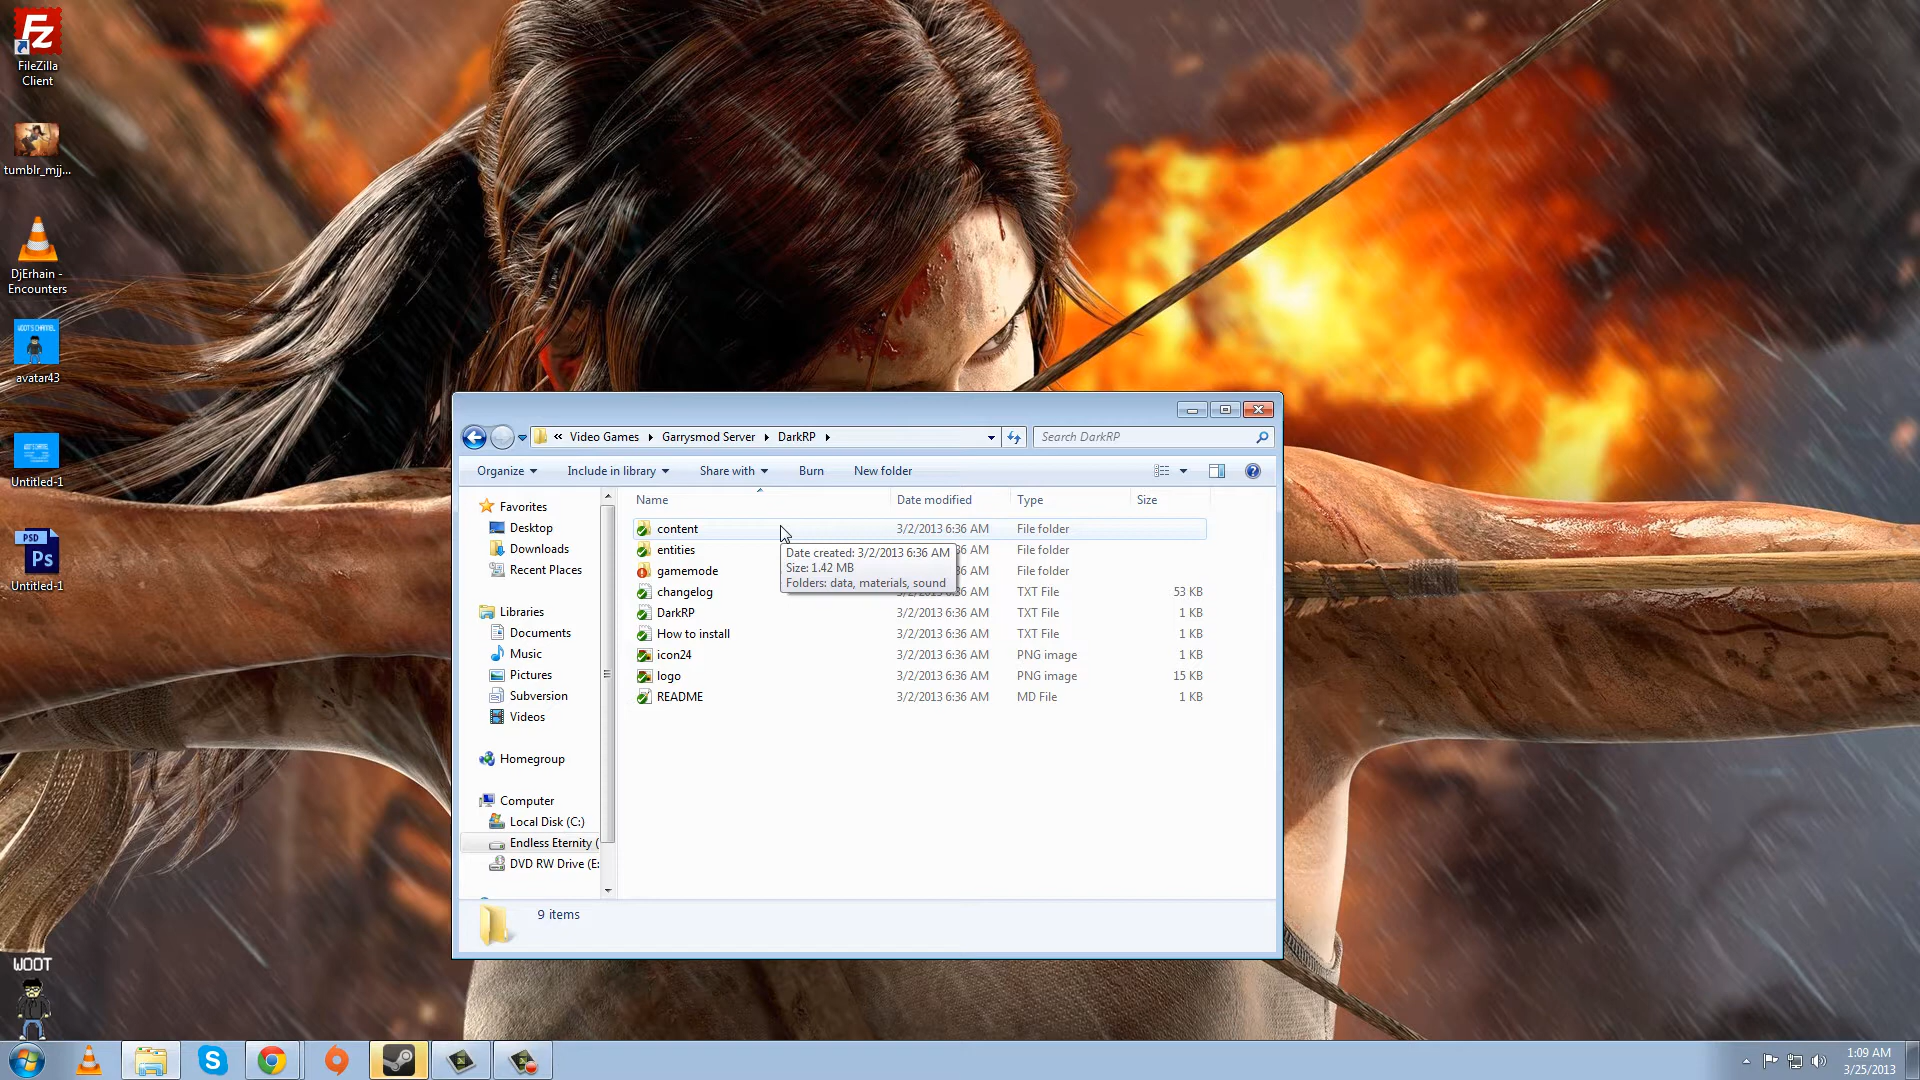 FileZilla
Client
tumblr_mjj...
DjErhain -
Encounters
WOOT'S CHANNEL
avatar43
Untitled-1
PSD
Ps
Untitled-1
WOOT
« Video Games Garrysmod Server DarkRP
Search DarkRP
Organize Include in library Share with Burn New folder
Favorites
Desktop
Downloads
Recent Places
Libraries
Documents
Music
Pictures
Subversion
Videos
Homegroup
Computer
Local Disk (C:)
Endless Eternity (
DVD RW Drive (E:
Name Date modified Type Size
content 3/2/2013 6:36 AM File folder
entities 36 AM File folder
gamemode 36 AM File folder
changelog 3/2/2013 6:36 AM TXT File 53 KB
DarkRP 3/2/2013 6:36 AM TXT File 1 KB
How to install 3/2/2013 6:36 AM TXT File 1 KB
icon24 3/2/2013 6:36 AM PNG image 1 KB
logo 3/2/2013 6:36 AM PNG image 15 KB
README 3/2/2013 6:36 AM MD File 1 KB
Date created: 3/2/2013 6:36 AM
Size: 1.42 MB
Folders: data, materials, sound
9 items
1:09 AM
3/25/2013